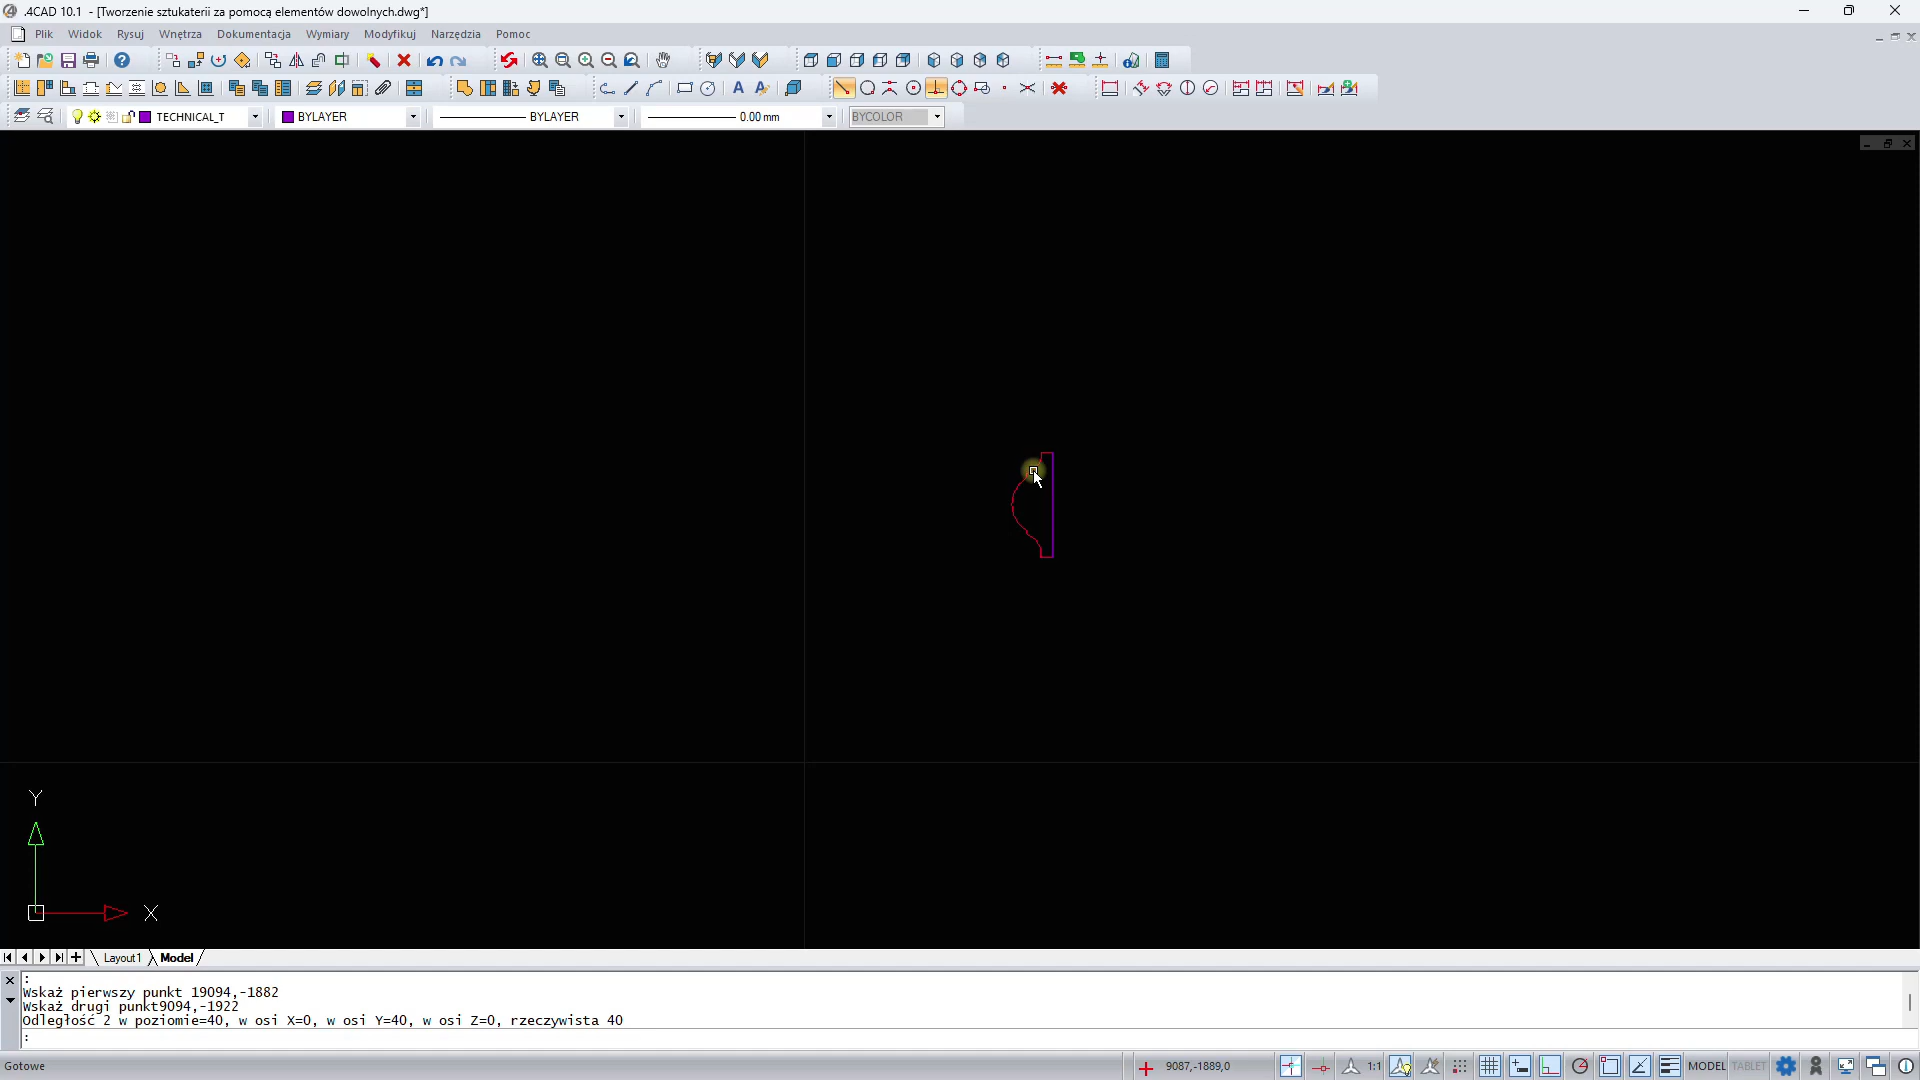 .4CAD 10.1 - [Tworzenie sztukaterii za pomocą elementów dowolnych.dwg*]
Plik Widok Rysuj Wnętrza Dokumentacja Wymiary Modyfikuj Narzędzia Pomoc
TECHNICAL_T BYLAYER BYLAYER 0.00 mm BYCOLOR
Y
X
Layout1 Model
:
Wskaż pierwszy punkt 19094,-1882
Wskaż drugi punkt9094,-1922
Odległość 2 w poziomie=40, w osi X=0, w osi Y=40, w osi Z=0, rzeczywista 40
:
Gotowe 9087,-1889,0 1:1 MODEL TABLET